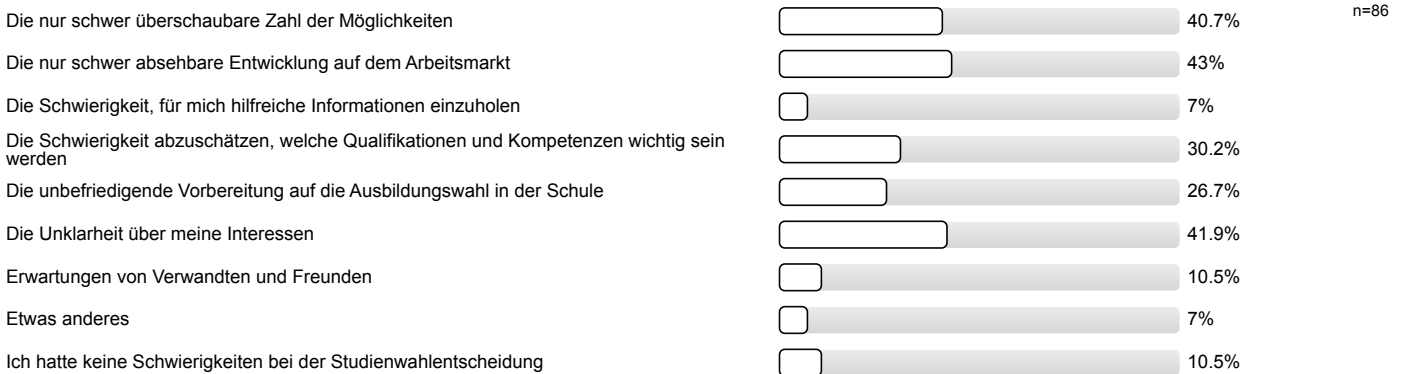 Die nur schwer überschaubare Zahl der Möglichkeiten 40.7% n=86
Die nur schwer absehbare Entwicklung auf dem Arbeitsmarkt 43%
Die Schwierigkeit, für mich hilfreiche Informationen einzuholen 7%
Die Schwierigkeit abzuschätzen, welche Qualifikationen und Kompetenzen wichtig sein
werden 30.2%
Die unbefriedigende Vorbereitung auf die Ausbildungswahl in der Schule 26.7%
Die Unklarheit über meine Interessen 41.9%
Erwartungen von Verwandten und Freunden 10.5%
Etwas anderes 7%
Ich hatte keine Schwierigkeiten bei der Studienwahlentscheidung 10.5%